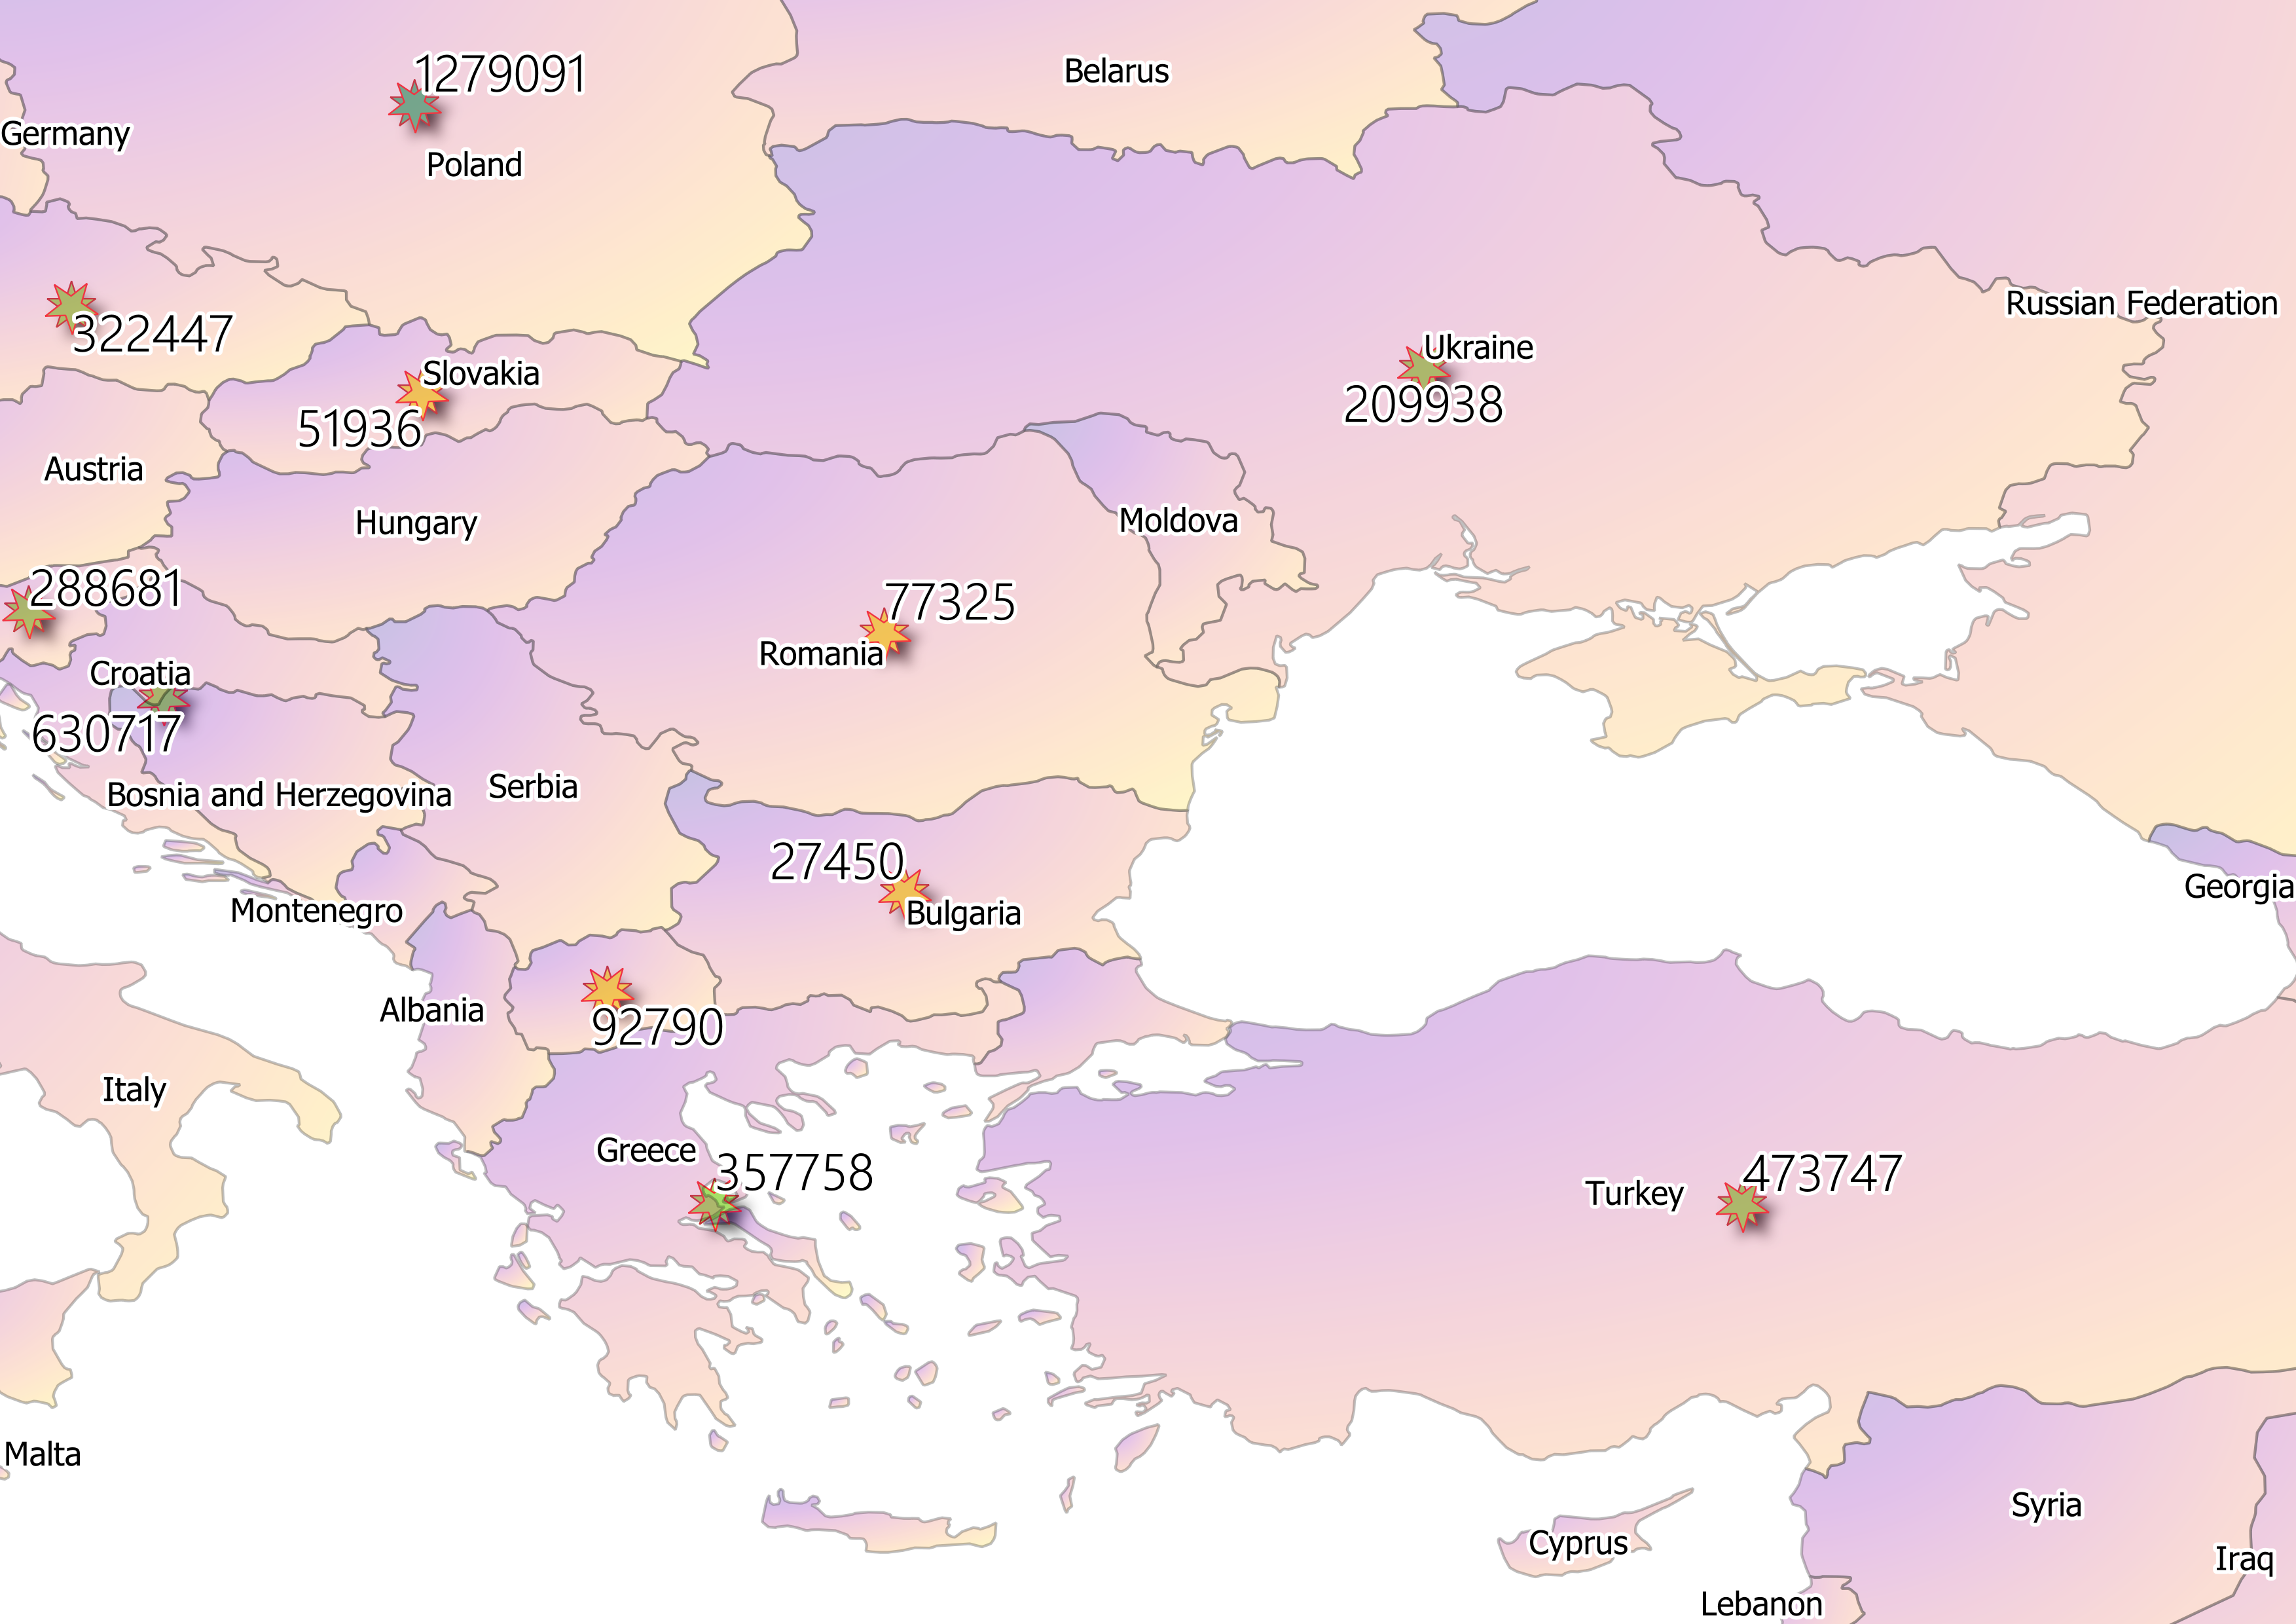 1279091
Belarus
Germany
Poland
Russian Federation
322447
Ukraine
Slovakia
209938
51936
Austria
Hungary
Moldova
288681
77325
Romania
Croatia
630717
Serbia
Bosnia and Herzegovina
27450
Georgia
Montenegro
Bulgaria
Albania
92790
Italy
Greece
357758
473747
Turkey
Malta
Syria
Cyprus
Iraq
Lebanon